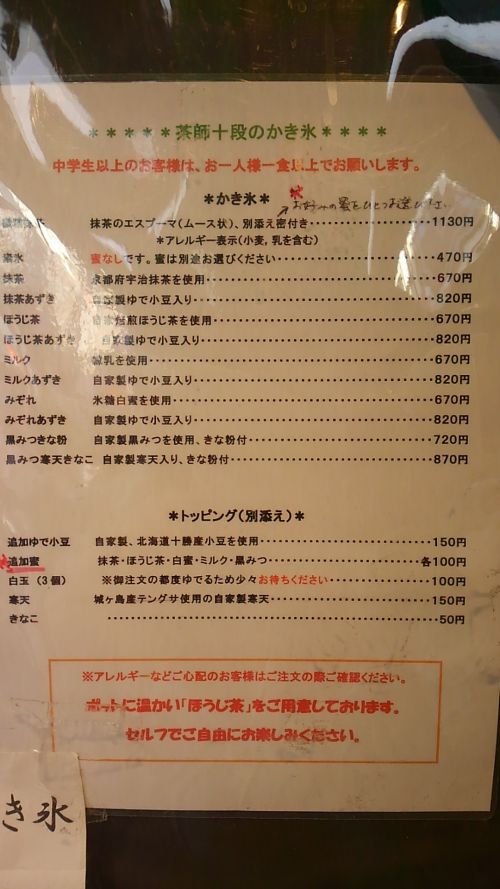 ＊＊＊＊＊茶師十段のかき氷＊＊＊＊
中学生以上のお客様は、お一人様一食以上でお願いします。
＊かき氷＊
お好みの蜜をひとつお選び下さい
抹茶のエスプーマ（ムース状）、別添え密付き・・・・・・・・・・・・・・・・・・1130円
＊アレルギー表示（小麦，乳を含む）
素氷 蜜なしです。蜜は別途お選びください・・・・・・・・・・・・・・・・・・470円
抹茶 京都府宇治抹茶を使用・・・・・・・・・・・・・・・・・・670円
抹茶あずき 自家製ゆで小豆入り・・・・・・・・・・・・・・・・・・820円
ほうじ茶 自家焙煎ほうじ茶を使用・・・・・・・・・・・・・・・・・・670円
ほうじ茶あずき 自家製ゆで小豆入り・・・・・・・・・・・・・・・・・・820円
ミルク 練乳を使用・・・・・・・・・・・・・・・・・・670円
ミルクあずき 自家製ゆで小豆入り・・・・・・・・・・・・・・・・・・820円
みぞれ 氷糖白蜜を使用・・・・・・・・・・・・・・・・・・670円
みぞれあずき 自家製ゆで小豆入り・・・・・・・・・・・・・・・・・・820円
黒みつきな粉 自家製黒みつを使用、きな粉付・・・・・・・・・・・・・・・・・・720円
黒みつ寒天きなこ 自家製寒天入り、きな粉付・・・・・・・・・・・・・・・・・・870円
＊トッピング（別添え）＊
追加ゆで小豆 自家製、北海道十勝産小豆を使用・・・・・・・・・・・・・・・・・・150円
追加蜜 抹茶・ほうじ茶・白蜜・ミルク・黒みつ・・・・・・・・・・・・・・・・・・各100円
白玉（3個） ※御注文の都度ゆでるため少々お待ちください・・・・・・・・・・・・100円
寒天 城ヶ島産テングサ使用の自家製寒天・・・・・・・・・・・・・・・・・・150円
きなこ ・・・・・・・・・・・・・・・・・・50円
※アレルギーなどご心配のお客様はご注文の際ご確認ください。
ポットに温かい「ほうじ茶」をご用意しております。
セルフでご自由にお楽しみください。
き氷